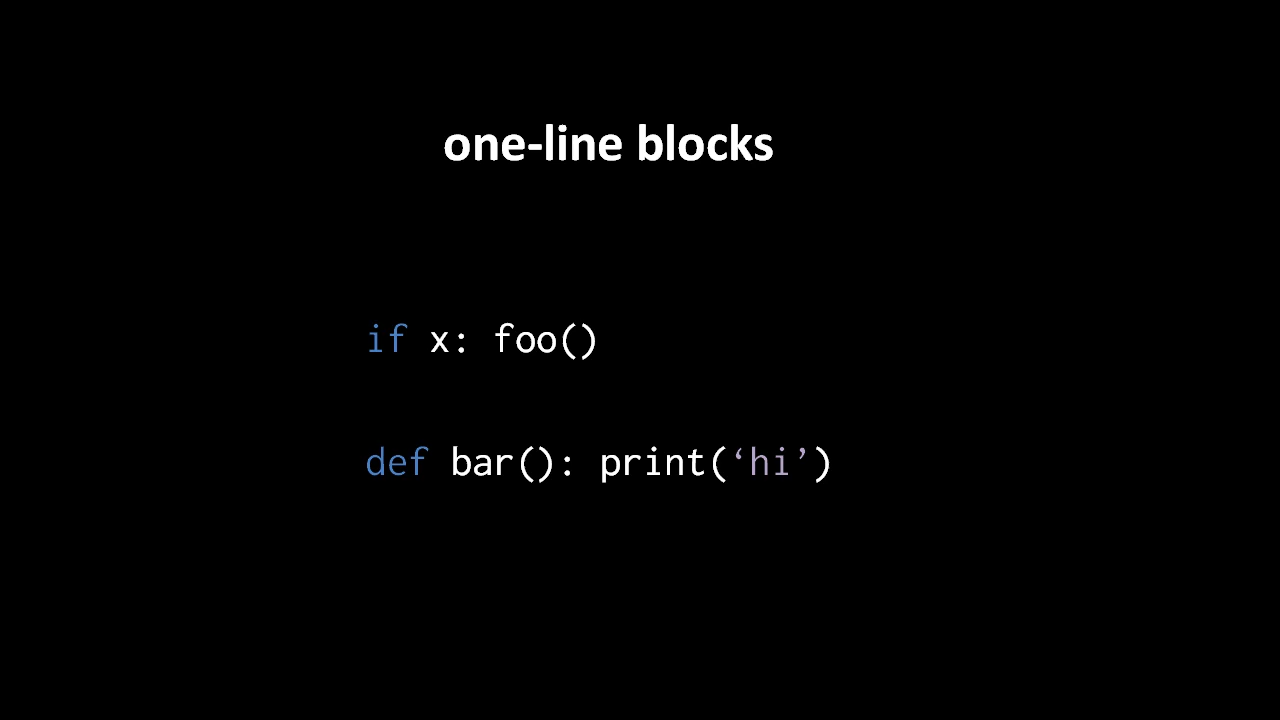 one-line blocks
if x: foo()
def bar(): print(‘hi’)